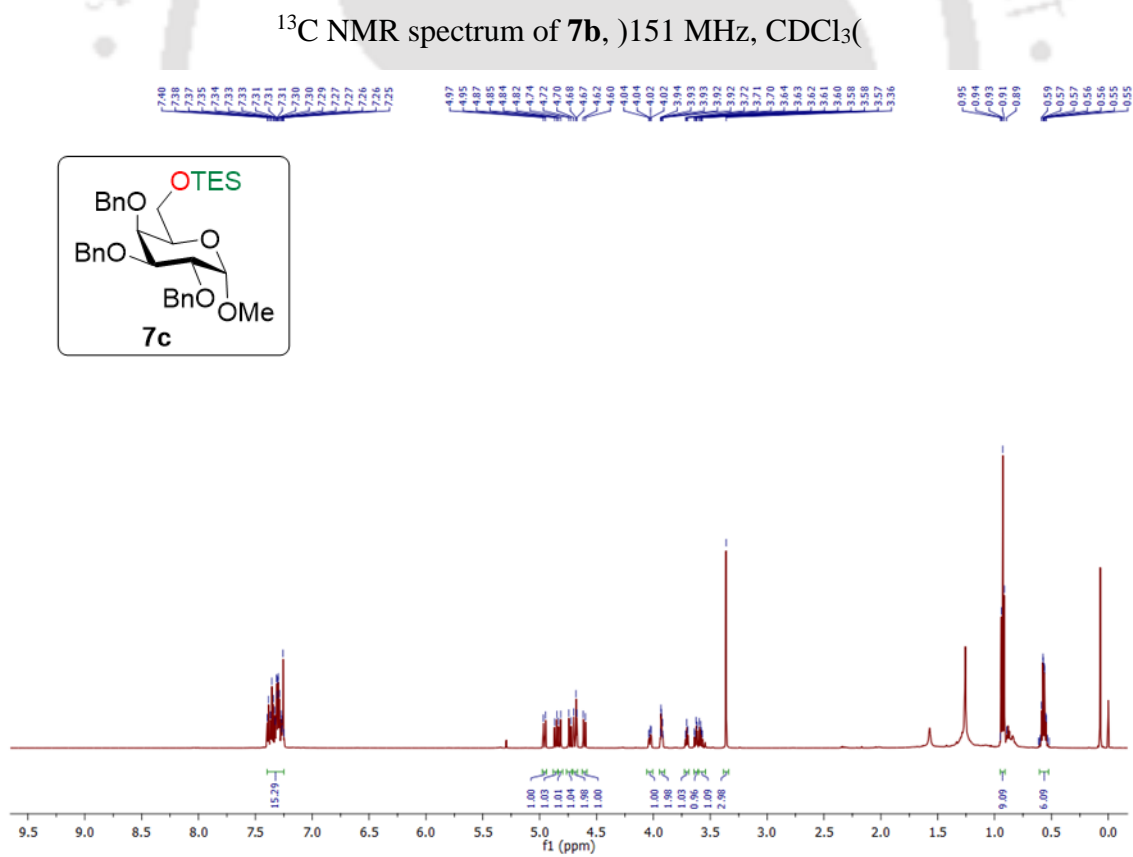 ¹³C NMR spectrum of 7b, )151 MHz, CDCl₃(
7.40 7.38 7.37 7.35 7.34 7.33 7.33 7.31 7.31 7.31 7.30 7.30 7.29 7.27 7.27 7.26 7.26 7.25
4.97 4.95 4.87 4.85 4.84 4.82 4.74 4.72 4.70 4.68 4.67 4.62 4.60 4.04 4.04 4.02 4.02 3.94 3.93 3.93 3.92 3.92 3.72 3.71 3.70 3.64 3.63 3.62 3.61 3.60 3.58 3.58 3.57 3.36
0.95 0.94 0.93 0.91 0.89 0.59 0.57 0.57 0.56 0.56 0.55 0.55
OTES
BnO
O
BnO
BnO
OMe
7c
15.29 1.00 1.03 1.01 1.04 1.98 1.00 1.00 1.98 1.03 0.96 1.09 2.98 9.09 6.09
9.5 9.0 8.5 8.0 7.5 7.0 6.5 6.0 5.5 5.0 4.5 4.0 3.5 3.0 2.5 2.0 1.5 1.0 0.5 0.0
f1 (ppm)